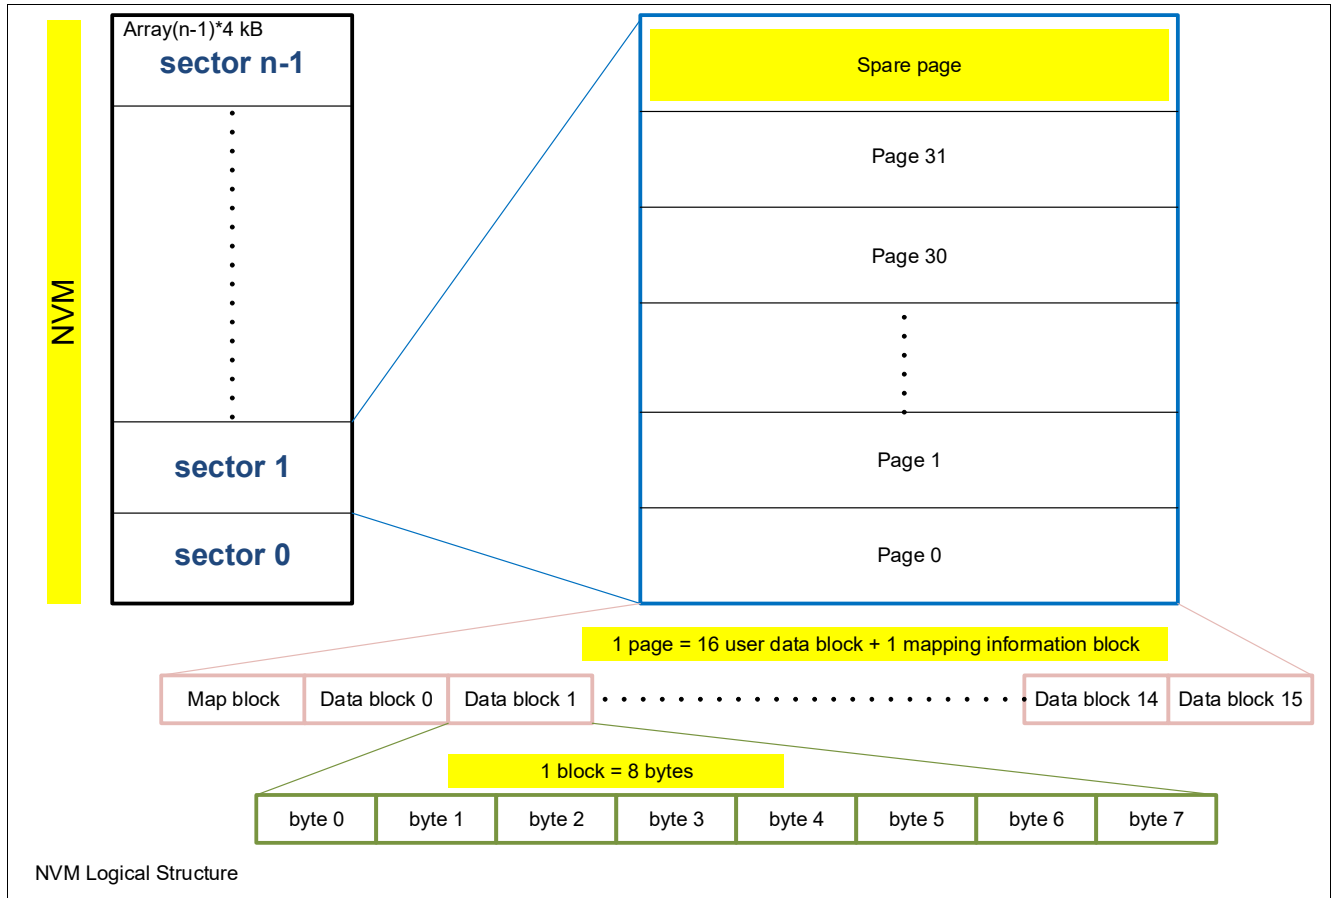 NVM
Array(n-1)*4 kB
sector n-1
sector 1
sector 0
Spare page
Page 31
Page 30
Page 1
Page 0
1 page = 16 user data block + 1 mapping information block
Map block
Data block 0
Data block 1
Data block 14
Data block 15
1 block = 8 bytes
byte 0
byte 1
byte 2
byte 3
byte 4
byte 5
byte 6
byte 7
NVM Logical Structure